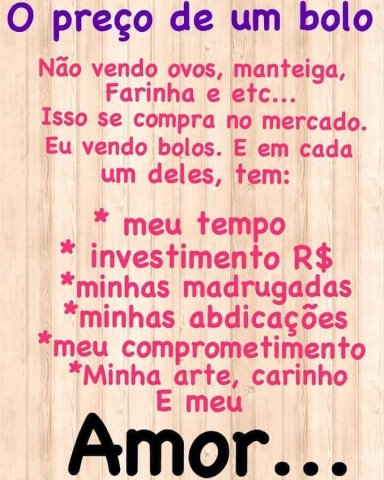 O preço de um bolo
Não vendo ovos, manteiga,
Farinha e etc...
Isso se compra no mercado.
Eu vendo bolos. E em cada
um deles, tem:
* meu tempo
* investimento R$
*minhas madrugadas
*minhas abdicações
*meu comprometimento
*Minha arte, carinho
E meu
Amor...